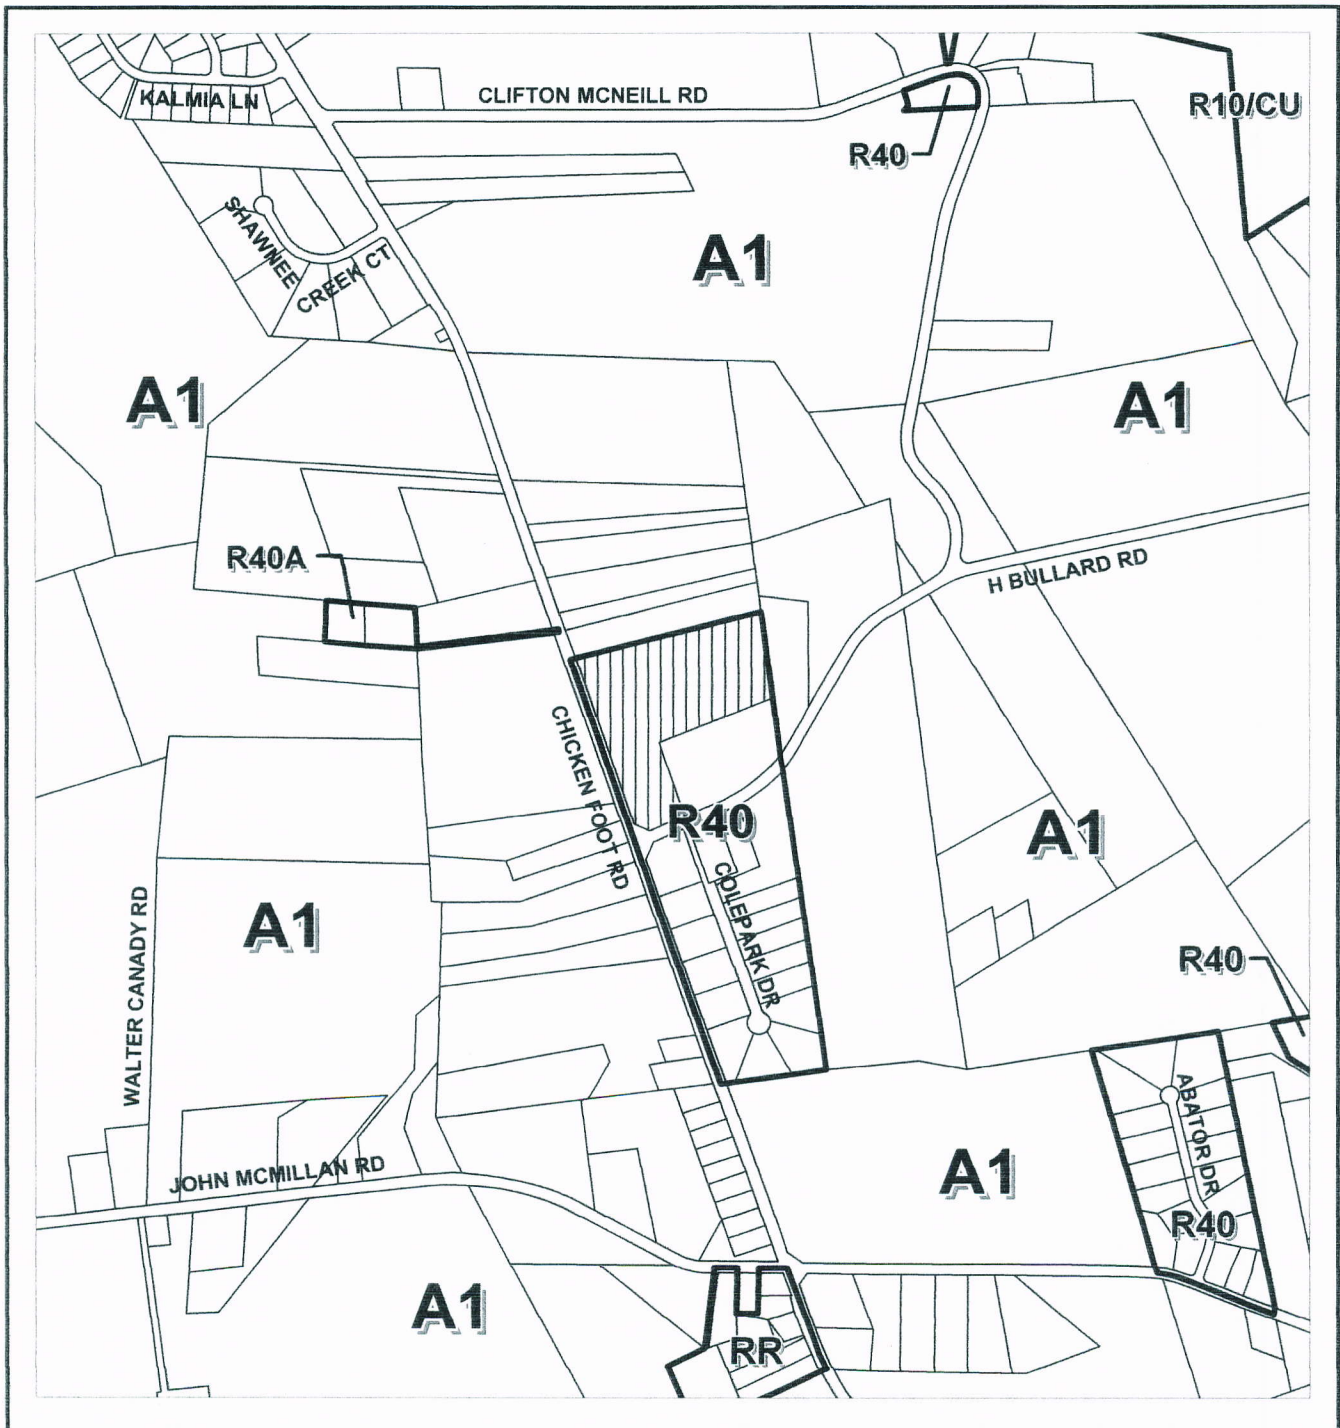 KALMIA LN
CLIFTON MCNEILL RD
R10/CU
R40
SHAWNEE
CREEK CT
A1
A1
A1
R40A
H BULLARD RD
CHICKEN FOOT RD
R40
A1
COLEPARK DR
WALTER CANADY RD
A1
R40
ABATOR DR
JOHN MCMILLAN RD
A1
R40
A1
RR